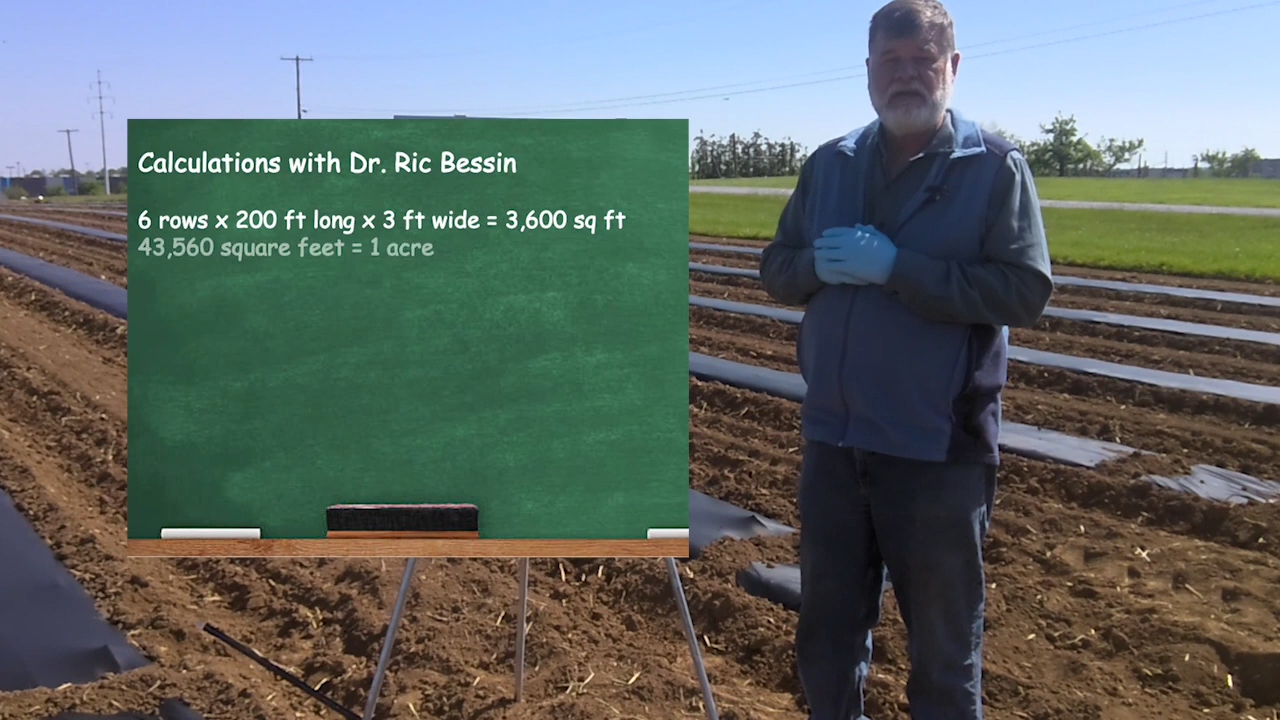 Calculations with Dr. Ric Bessin
6 rows x 200 ft long x 3 ft wide = 3,600 sq ft
43,560 square feet = 1 acre